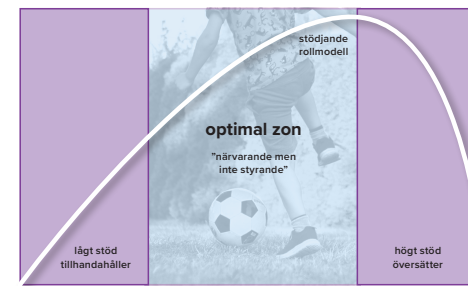 stödjande
rollmodell
optimal zon
”närvarande men
inte styrande”
lågt stöd
tillhandahåller
högt stöd
översätter